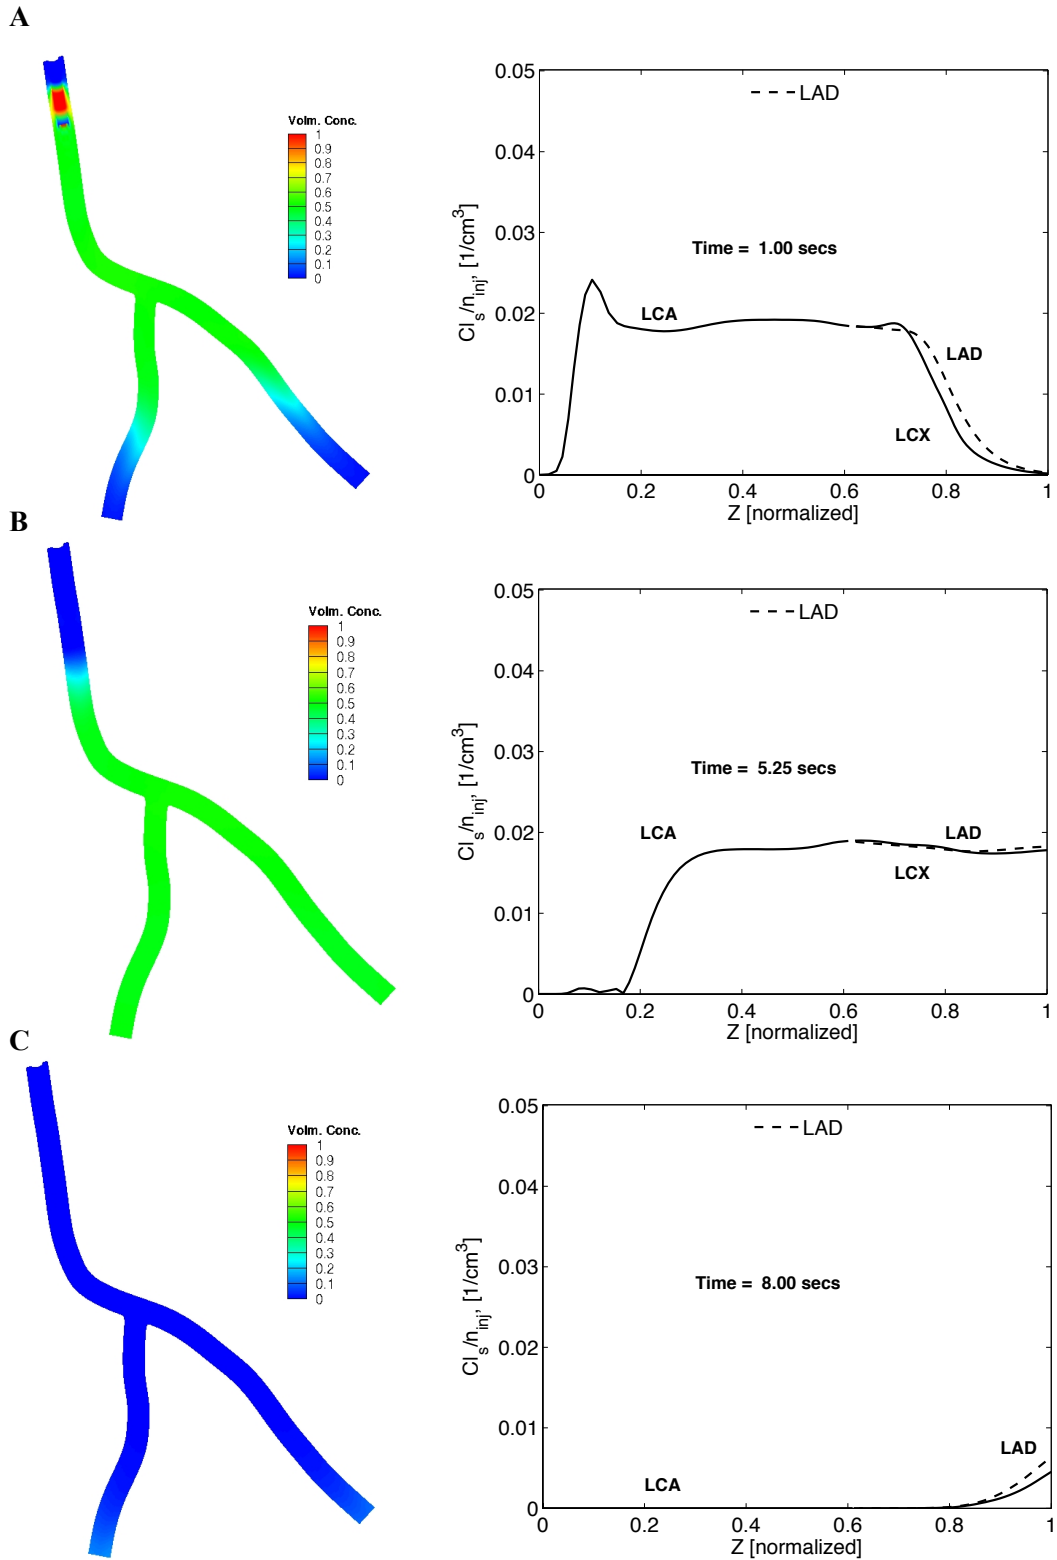 A
Volm. Conc.
1
0.9
0.8
0.7
0.6
0.5
0.4
0.3
0.2
0.1
0
0.05
0.04
0.03
0.02
0.01
0
LAD
Time = 1.00 secs
LCA
LAD
LCX
Cl_s/n_inj, [1/cm^3]
0 0.2 0.4 0.6 0.8 1
Z [normalized]
B
Volm. Conc.
1
0.9
0.8
0.7
0.6
0.5
0.4
0.3
0.2
0.1
0
0.05
0.04
0.03
0.02
0.01
0
LAD
Time = 5.25 secs
LCA
LAD
LCX
Cl_s/n_inj, [1/cm^3]
0 0.2 0.4 0.6 0.8 1
Z [normalized]
C
Volm. Conc.
1
0.9
0.8
0.7
0.6
0.5
0.4
0.3
0.2
0.1
0
0.05
0.04
0.03
0.02
0.01
0
LAD
Time = 8.00 secs
LAD
LCA
Cl_s/n_inj, [1/cm^3]
0 0.2 0.4 0.6 0.8 1
Z [normalized]